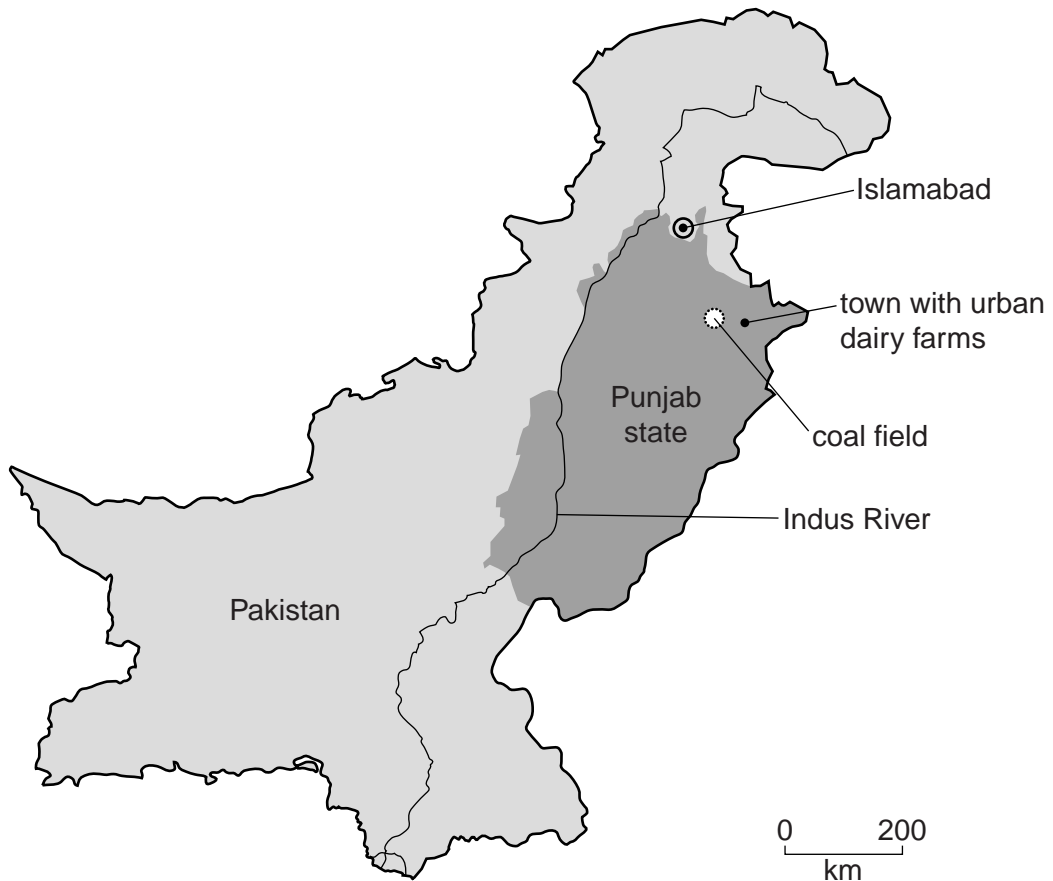 Islamabad
town with urban
dairy farms
Punjab
state
coal field
Indus River
Pakistan
0 200
km